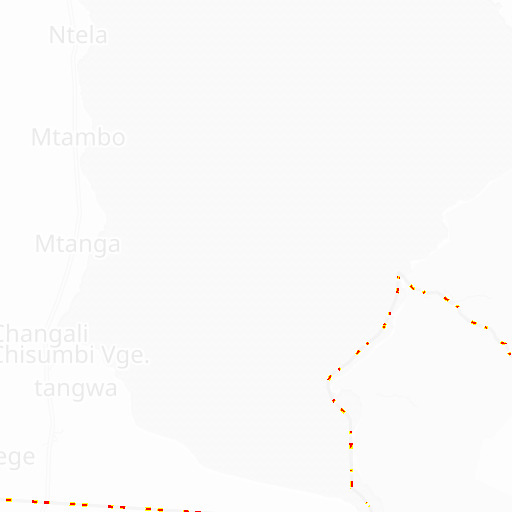 Ntela
Mtambo
Mtanga
Changali
Chisumbi Vge.
tangwa
ege